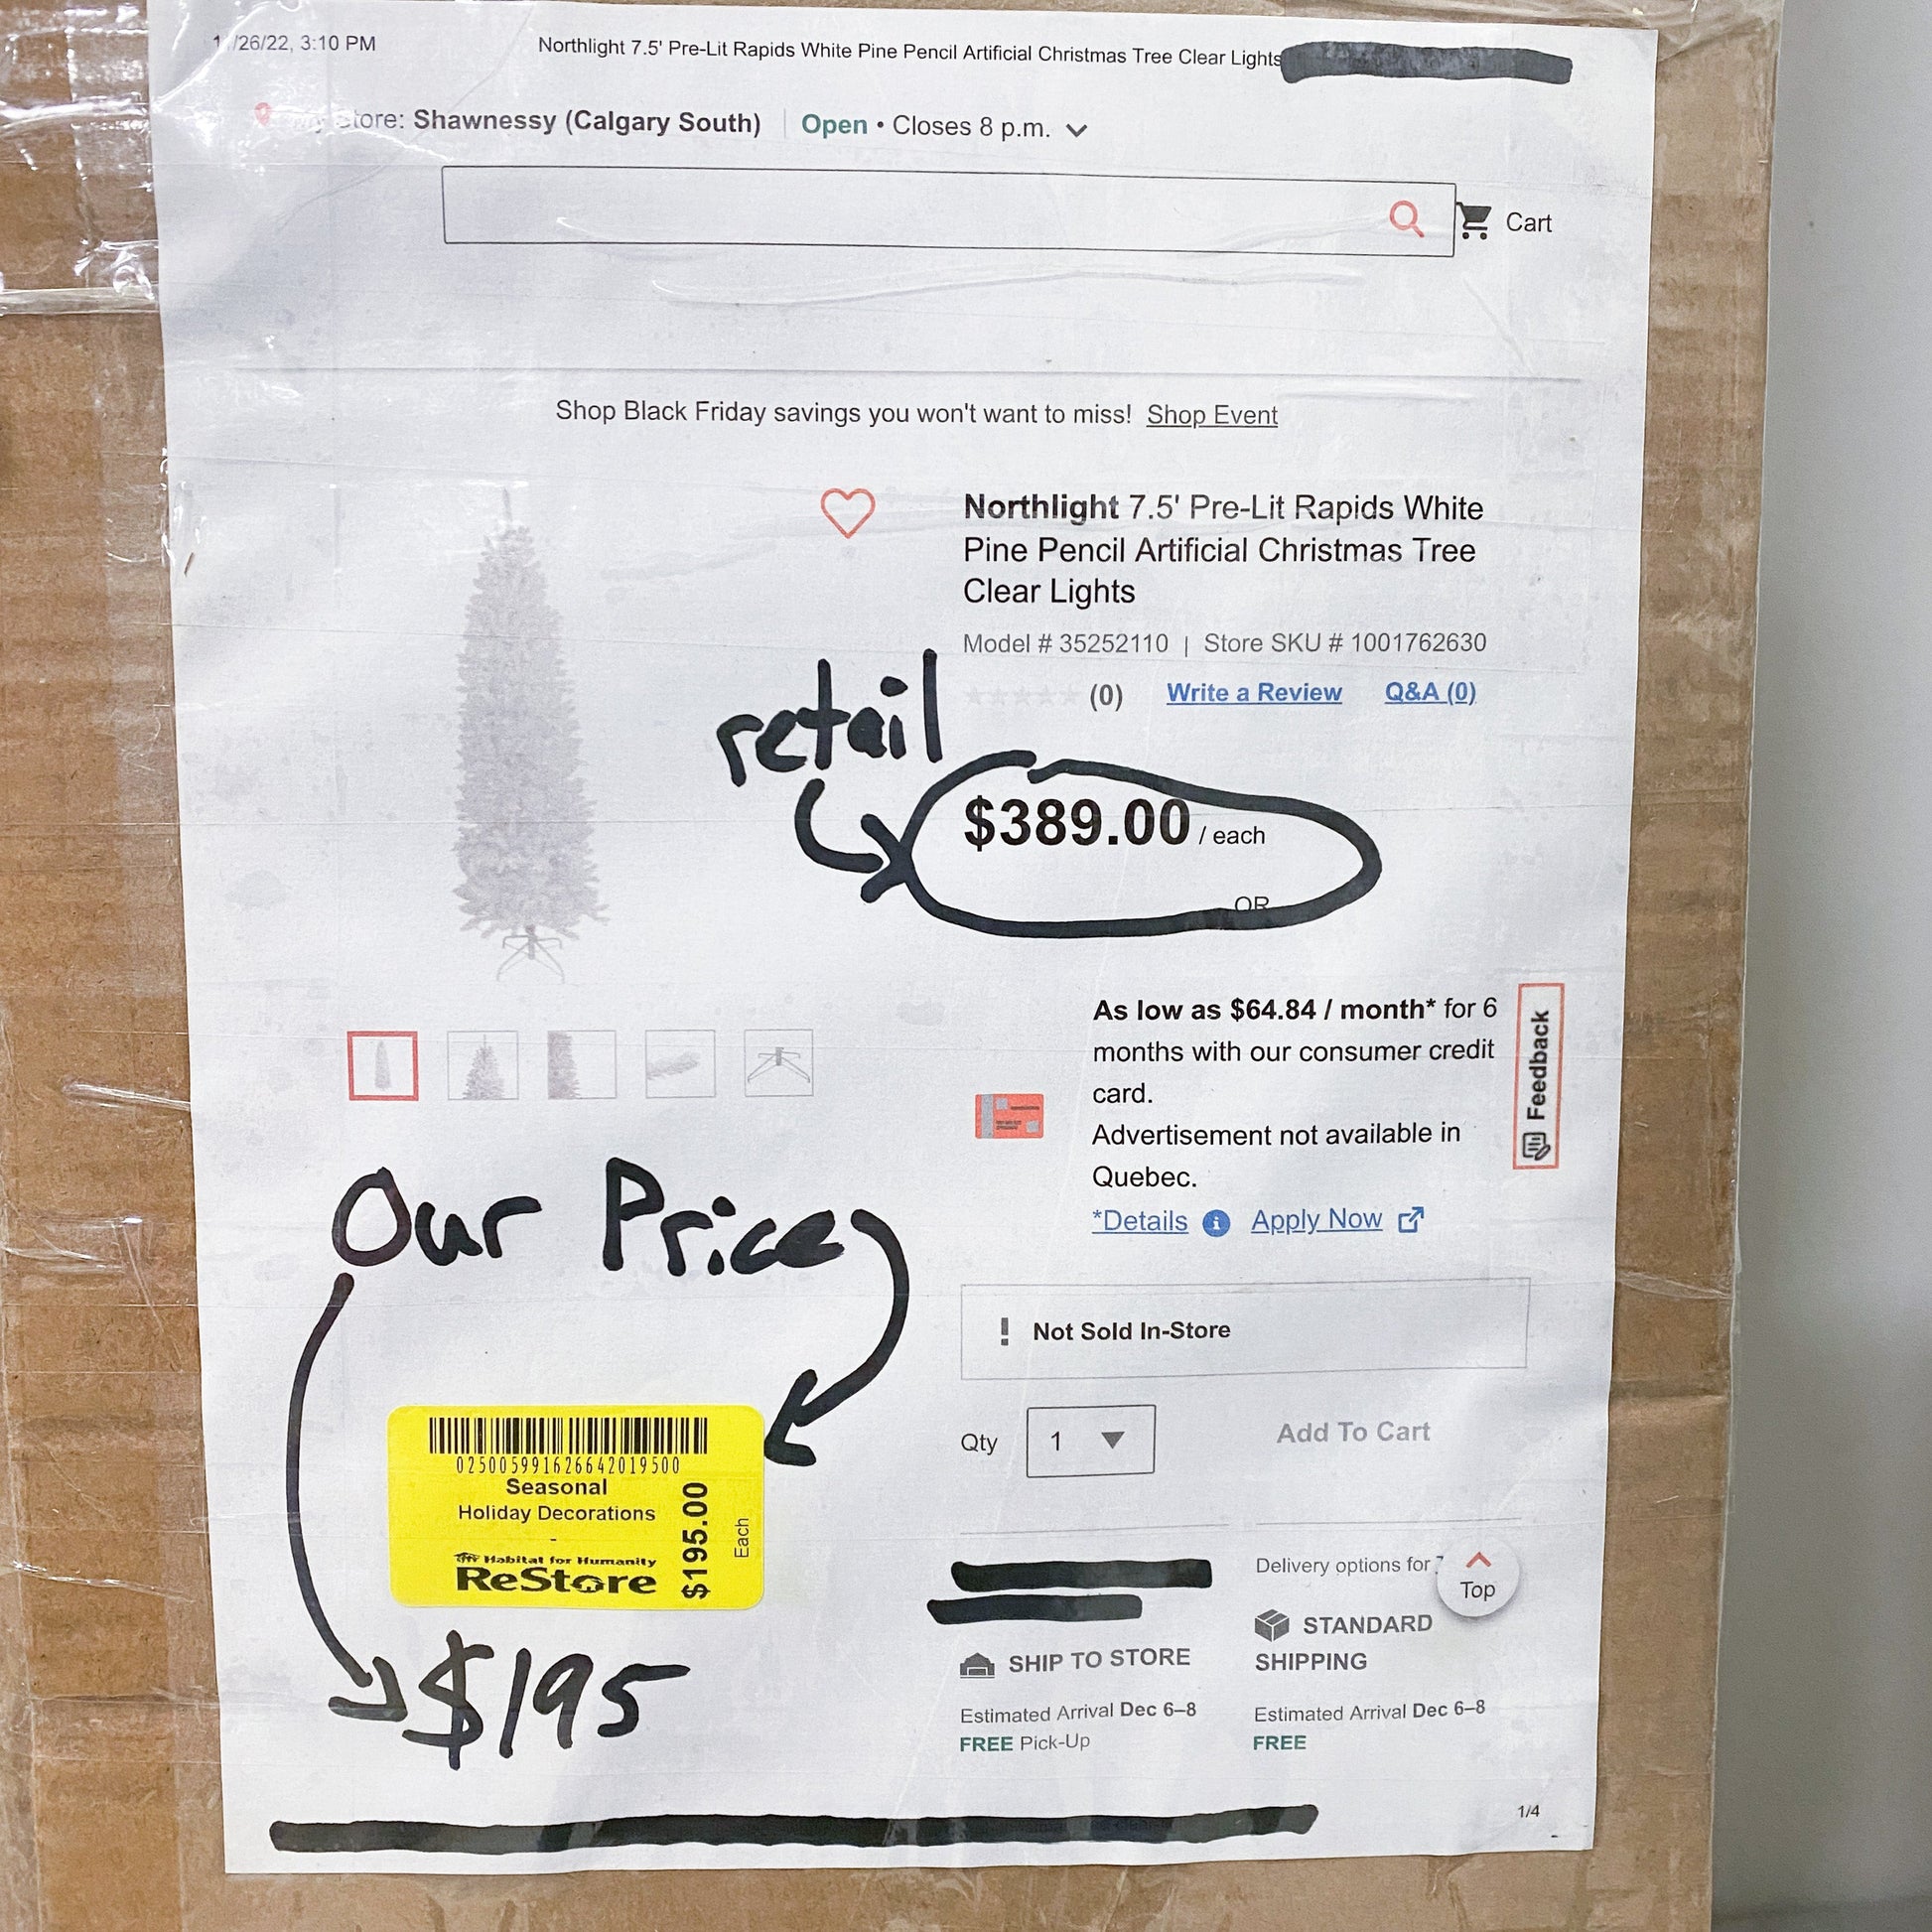 /26/22, 3:10 PM
Northlight 7.5' Pre-Lit Rapids White Pine Pencil Artificial Christmas Tree Clear Lights
Store: Shawnessy (Calgary South)
Open • Closes 8 p.m.
Cart
Shop Black Friday savings you won't want to miss! Shop Event
Northlight 7.5' Pre-Lit Rapids White
Pine Pencil Artificial Christmas Tree
Clear Lights
Model # 35252110 | Store SKU # 1001762630
(0) Write a Review Q&A (0)
retail
$389.00 / each
OR
As low as $64.84 / month* for 6
months with our consumer credit
card.
Advertisement not available in
Quebec.
*Details Apply Now
Feedback
Our Price
Not Sold In-Store
Qty 1 Add To Cart
025005991626642019500
Seasonal
Holiday Decorations
-
Habitat for Humanity
ReStore
$195.00
Each
$195
SHIP TO STORE
Estimated Arrival Dec 6–8
FREE Pick-Up
Delivery options for
Top
STANDARD
SHIPPING
Estimated Arrival Dec 6–8
FREE
1/4